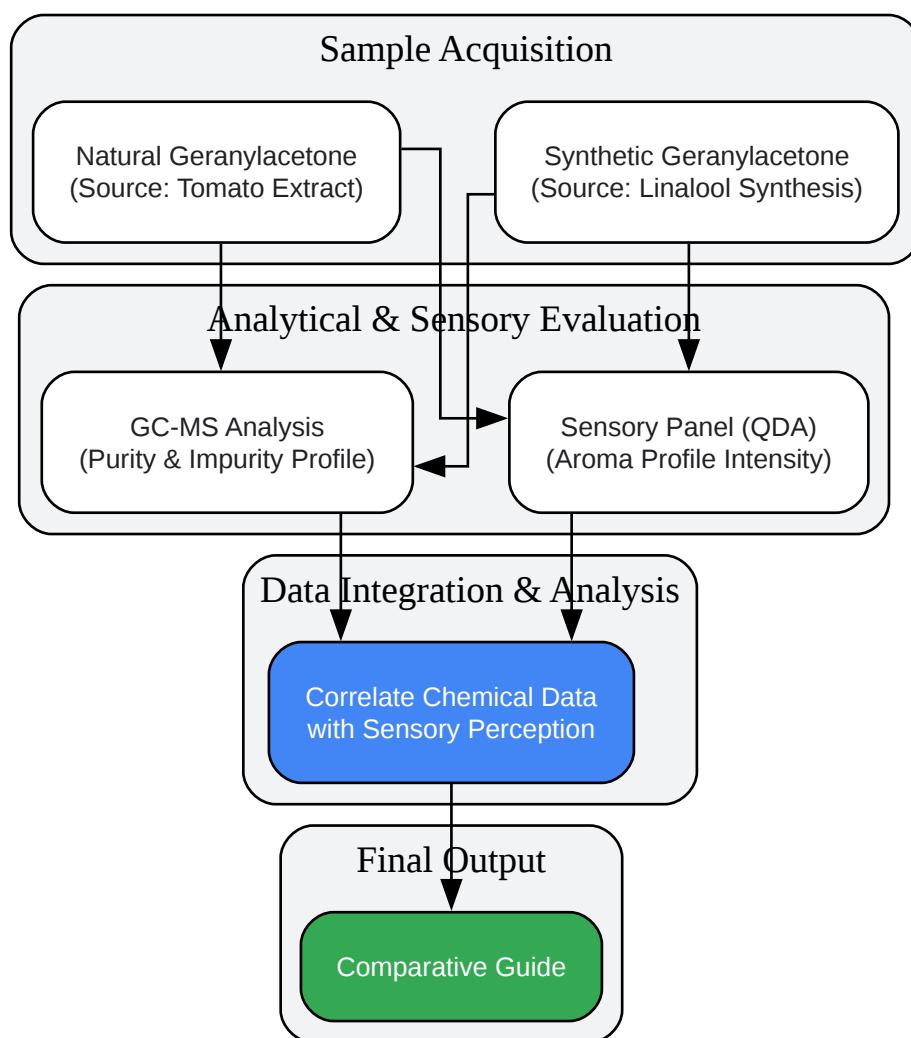 Sample Acquisition
Natural Geranylacetone
(Source: Tomato Extract)
Synthetic Geranylacetone
(Source: Linalool Synthesis)
Analytical & Sensory Evaluation
GC-MS Analysis
(Purity & Impurity Profile)
Sensory Panel (QDA)
(Aroma Profile Intensity)
Data Integration & Analysis
Correlate Chemical Data
with Sensory Perception
Final Output
Comparative Guide